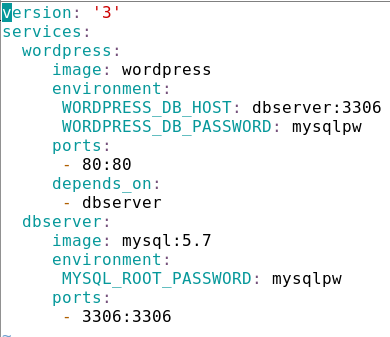 version: '3'
services:
  wordpress:
     image: wordpress
     environment:
      WORDPRESS_DB_HOST: dbserver:3306
      WORDPRESS_DB_PASSWORD: mysqlpw
     ports:
      - 80:80
     depends_on:
      - dbserver
  dbserver:
     image: mysql:5.7
     environment:
      MYSQL_ROOT_PASSWORD: mysqlpw
     ports:
      - 3306:3306
~